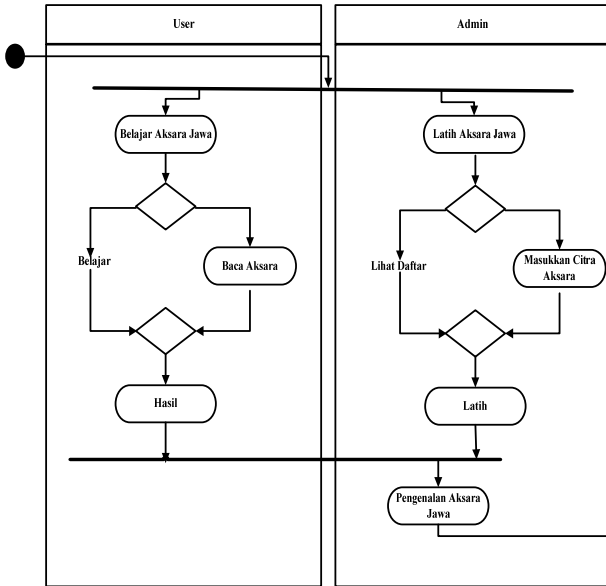 User
Admin
Belajar Aksara Jawa
Latih Aksara Jawa
Belajar
Baca Aksara
Lihat Daftar
Masukkan Citra
Aksara
Hasil
Latih
Pengenalan Aksara
Jawa